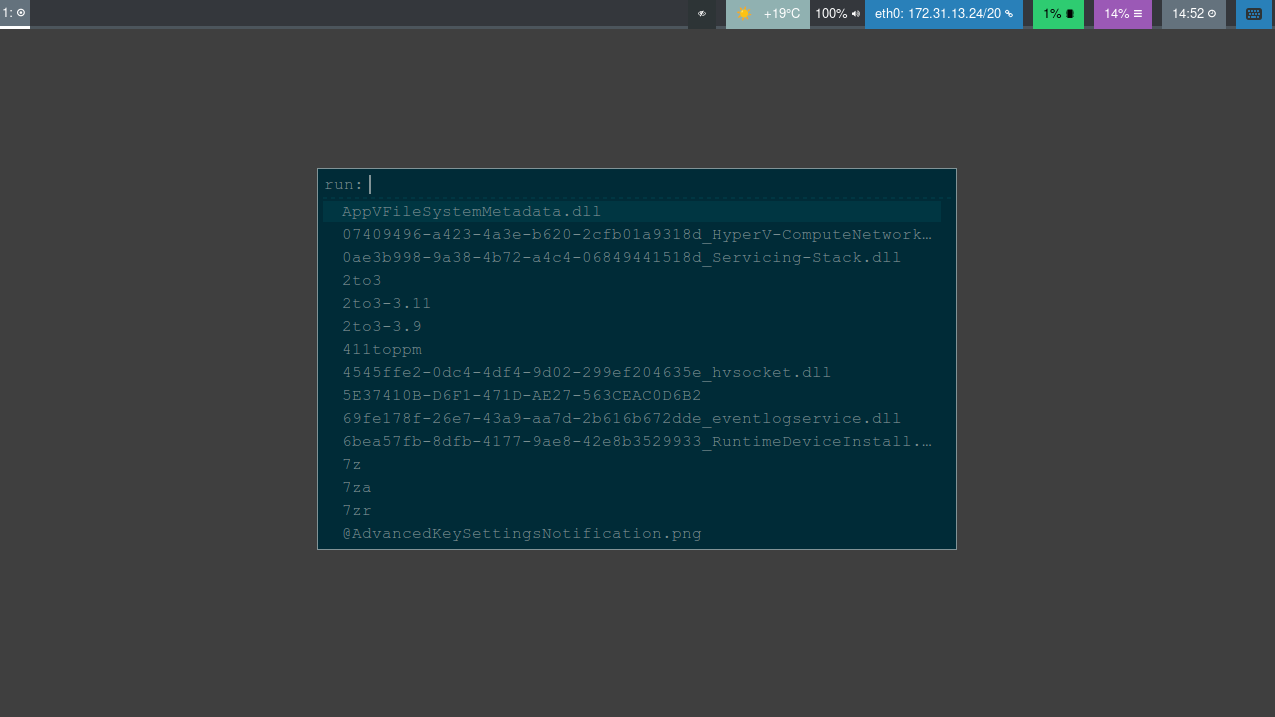 1:
+19°C 100% eth0: 172.31.13.24/20 1% 14% 14:52
run:
AppVFileSystemMetadata.dll
07409496-a423-4a3e-b620-2cfb01a9318d_HyperV-ComputeNetwork…
0ae3b998-9a38-4b72-a4c4-06849441518d_Servicing-Stack.dll
2to3
2to3-3.11
2to3-3.9
411toppm
4545ffe2-0dc4-4df4-9d02-299ef204635e_hvsocket.dll
5E37410B-D6F1-471D-AE27-563CEAC0D6B2
69fe178f-26e7-43a9-aa7d-2b616b672dde_eventlogservice.dll
6bea57fb-8dfb-4177-9ae8-42e8b3529933_RuntimeDeviceInstall.…
7z
7za
7zr
@AdvancedKeySettingsNotification.png